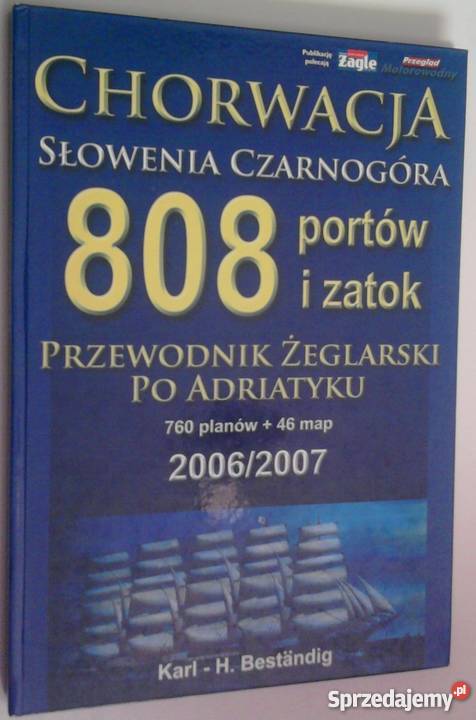 Publikację
polecają
Żagle
Przegląd
Motorowodny
CHORWACJA
SŁOWENIA CZARNOGÓRA
808 portów
i zatok
PRZEWODNIK ŻEGLARSKI
PO ADRIATYKU
760 planów + 46 map
2006/2007
Karl - H. Beständig
Sprzedajemy.pl